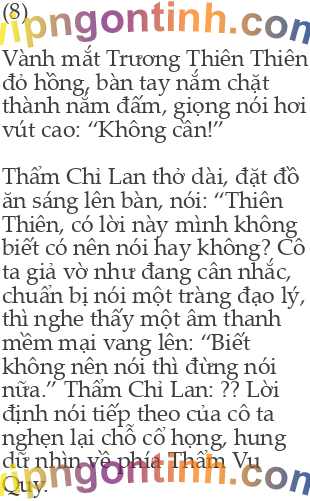 (8)
vipngontinh.com
Vành mắt Trương Thiên Thiên
đỏ hồng, bàn tay nắm chặt
thành nắm đấm, giọng nói hơi
vút cao: “Không cần!”
Thẩm Chi Lan thở dài, đặt đồ
ăn sáng lên bàn, nói: “Thiên
Thiên, có lời này mình không
biết có nên nói hay không? Cô
ta giả vờ như đang cân nhắc,
chuẩn bị nói một tràng đạo lý,
thì nghe thấy một âm thanh
mềm mại vang lên: “Biết
không nên nói thì đừng nói
nữa.” Thẩm Chi Lan: ?? Lời
định nói tiếp theo của cô ta
nghẹn lại chỗ cổ họng, hung
dữ nhìn về phía Thẩm Vu
Quy.
vipngontinh.com